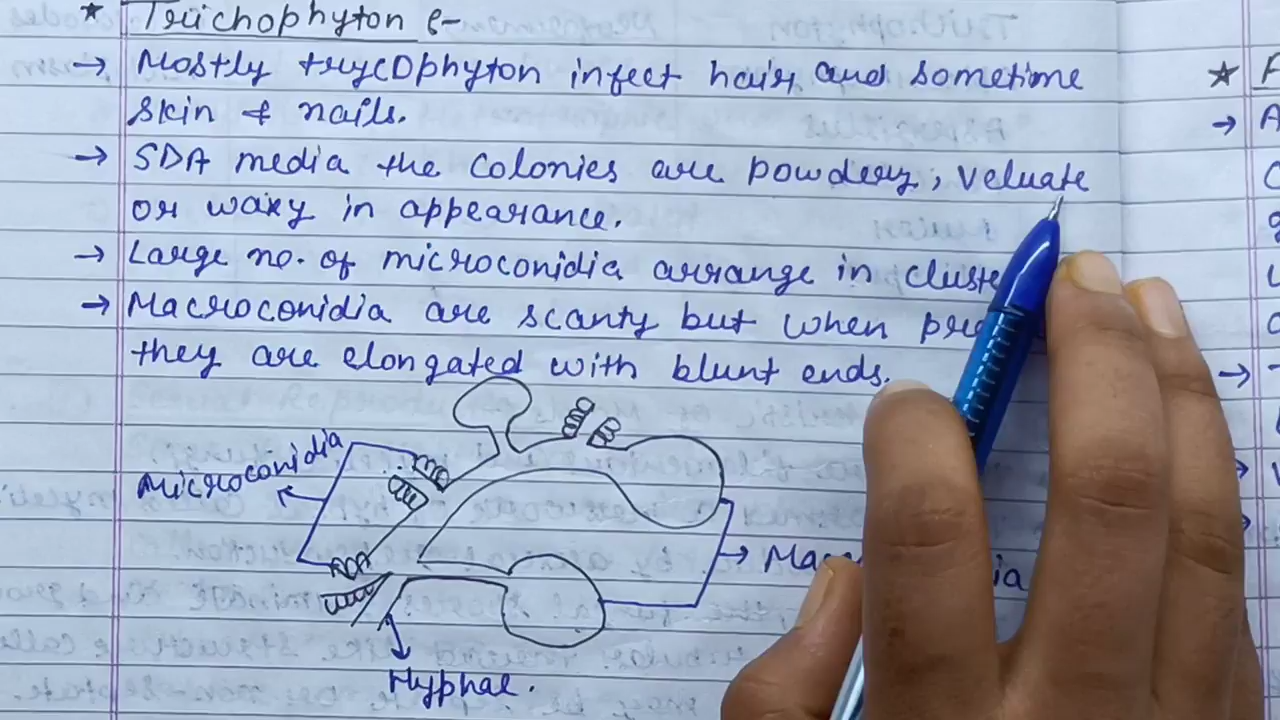 * Trichophyton :-
→ Mostly trycophyton infect hair and sometime
skin & nails.
→ SDA media the colonies are powdery, veluate
or waxy in appearance.
→ Large no. of microconidia arrange in
→ Macroconidia are scanty but when
they are elongated with blunt ends.
Microconidia
Hyphae.